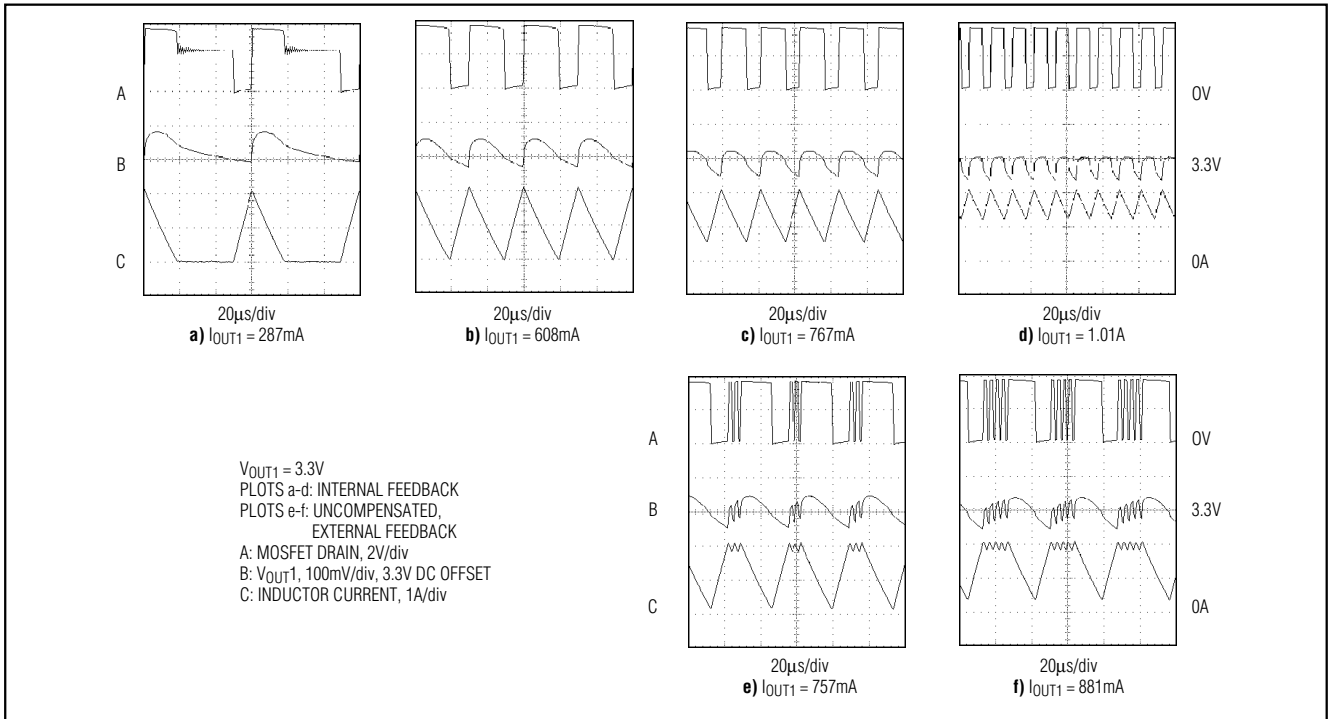 A
B
C
0V
3.3V
0A
20µs/div
a) IOUT1 = 287mA
20µs/div
b) IOUT1 = 608mA
20µs/div
c) IOUT1 = 767mA
20µs/div
d) IOUT1 = 1.01A
VOUT1 = 3.3V
PLOTS a-d: INTERNAL FEEDBACK
PLOTS e-f: UNCOMPENSATED,
EXTERNAL FEEDBACK
A: MOSFET DRAIN, 2V/div
B: VOUT1, 100mV/div, 3.3V DC OFFSET
C: INDUCTOR CURRENT, 1A/div
A
B
C
0V
3.3V
0A
20µs/div
e) IOUT1 = 757mA
20µs/div
f) IOUT1 = 881mA